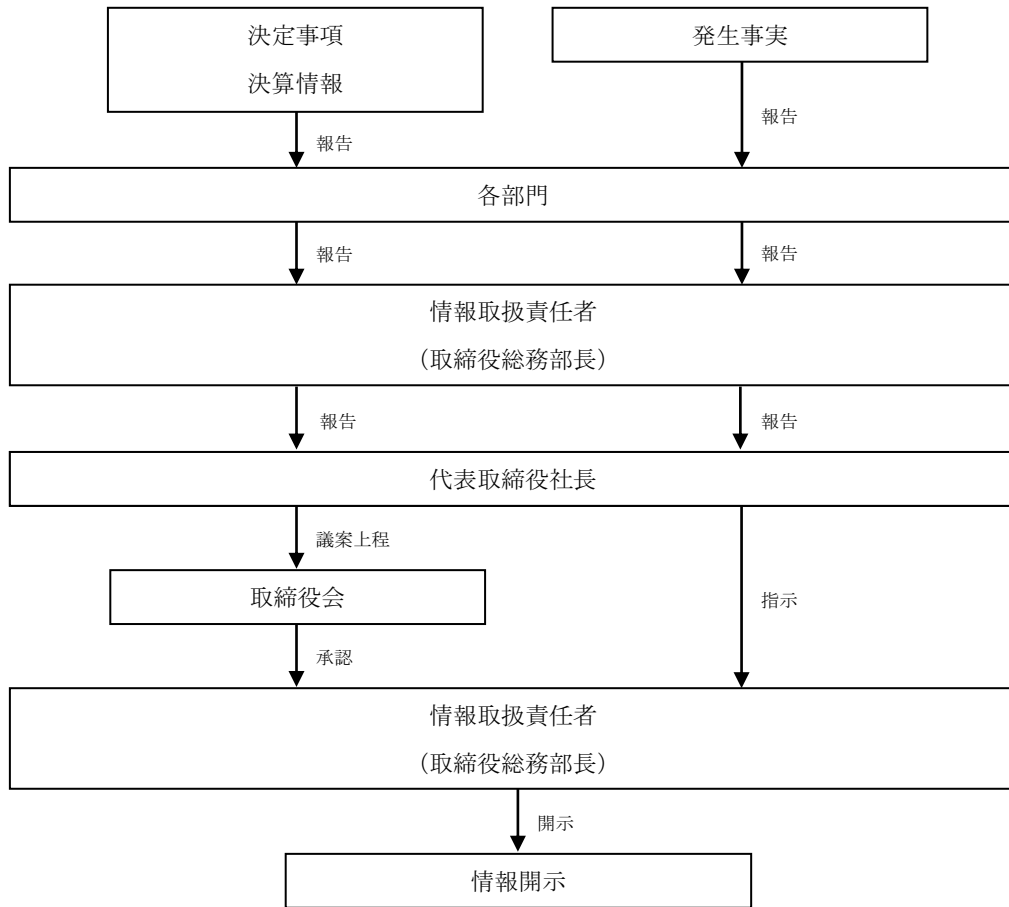 決定事項
決算情報
発生事実
報告
報告
各部門
報告
報告
情報取扱責任者
（取締役総務部長）
報告
報告
代表取締役社長
議案上程
取締役会
指示
承認
情報取扱責任者
（取締役総務部長）
開示
情報開示